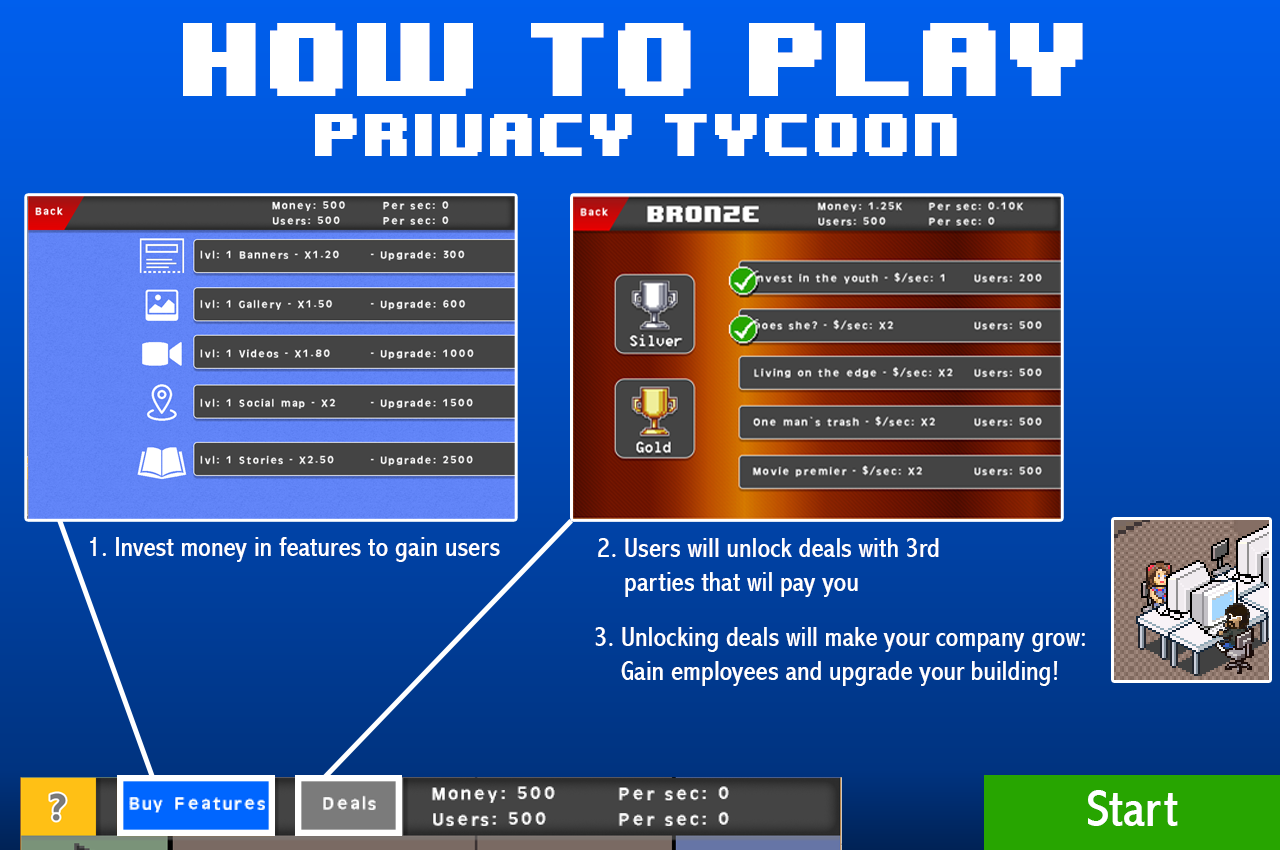 HOW TO PLAY
PRIVACY TYCOON
Back
Money: 500 Per sec: 0
Users: 500 Per sec: 0
lvl: 1 Banners - X1.20 - Upgrade: 300
lvl: 1 Gallery - X1.50 - Upgrade: 600
lvl: 1 Videos - X1.80 - Upgrade: 1000
lvl: 1 Social map - X2 - Upgrade: 1500
lvl: 1 Stories - X2.50 - Upgrade: 2500
Back
BRONZE
Money: 1.25K Per sec: 0.10K
Users: 500 Per sec: 0
Silver
Gold
nvest in the youth - $/sec: 1 Users: 200
oes she? - $/sec: X2 Users: 500
Living on the edge - $/sec: X2 Users: 500
One man`s trash - $/sec: X2 Users: 500
Movie premier - $/sec: X2 Users: 500
1. Invest money in features to gain users
2. Users will unlock deals with 3rd
parties that wil pay you
3. Unlocking deals will make your company grow:
Gain employees and upgrade your building!
?
Buy Features
Deals
Money: 500 Per sec: 0
Users: 500 Per sec: 0
Start